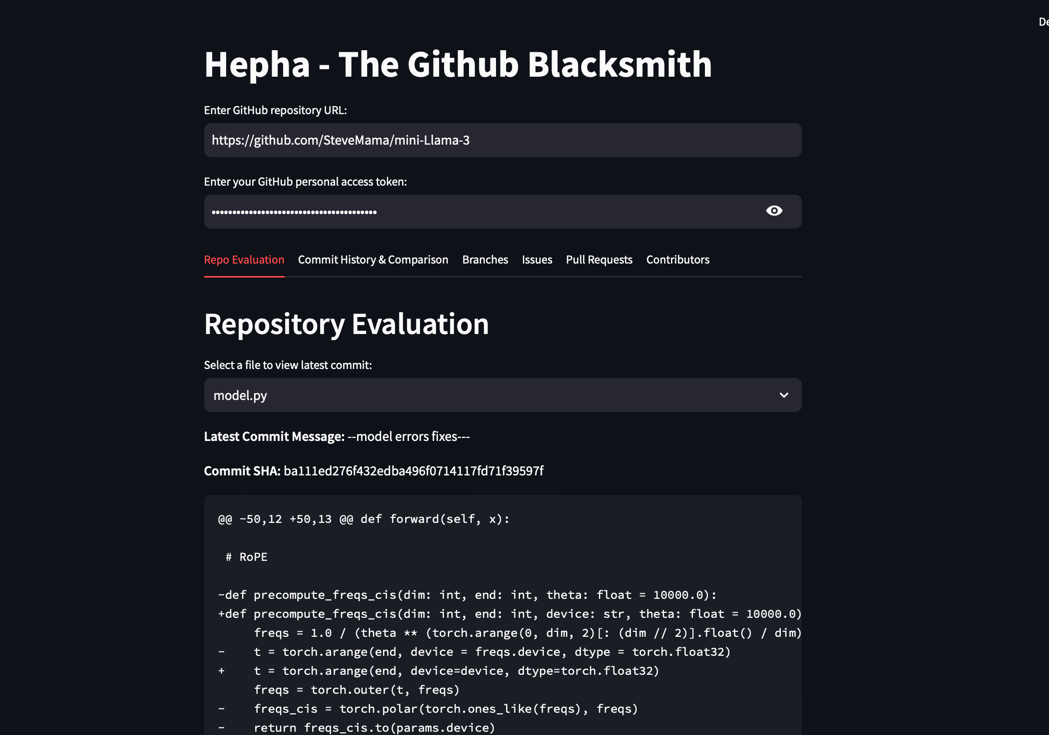 De
Hepha - The Github Blacksmith
Enter GitHub repository URL:
https://github.com/SteveMama/mini-Llama-3
Enter your GitHub personal access token:
••••••••••••••••••••••••••••••••••••••••
Repo Evaluation Commit History & Comparison Branches Issues Pull Requests Contributors
Repository Evaluation
Select a file to view latest commit:
model.py
Latest Commit Message: --model errors fixes---
Commit SHA: ba111ed276f432edba496f0714117fd71f39597f
@@ -50,12 +50,13 @@ def forward(self, x):
# RoPE
-def precompute_freqs_cis(dim: int, end: int, theta: float = 10000.0):
+def precompute_freqs_cis(dim: int, end: int, device: str, theta: float = 10000.0)
freqs = 1.0 / (theta ** (torch.arange(0, dim, 2)[: (dim // 2)].float() / dim)
- t = torch.arange(end, device = freqs.device, dtype = torch.float32)
+ t = torch.arange(end, device=device, dtype=torch.float32)
freqs = torch.outer(t, freqs)
- freqs_cis = torch.polar(torch.ones_like(freqs), freqs)
- return freqs_cis.to(params.device)